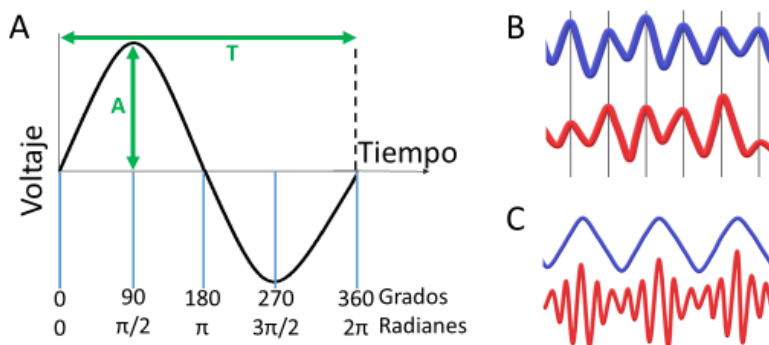 A
T
A
Voltaje
Tiempo
0 90 180 270 360 Grados
0 π/2 π 3π/2 2π Radianes
B
C